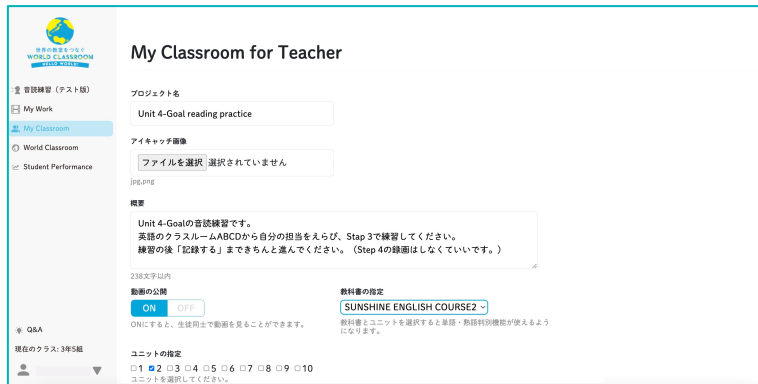 世界の教室をつなぐ
WORLD CLASSROOM
HELLO WORLD!
音読練習（テスト版）
My Work
My Classroom
World Classroom
Student Performance
Q&A
現在のクラス: 3年5組
My Classroom for Teacher
プロジェクト名
Unit 4-Goal reading practice
アイキャッチ画像
ファイルを選択 選択されていません
jpg,png
概要
Unit 4-Goalの音読練習です。
英語のクラスルームABCDから自分の担当をえらび、Stap 3で練習してください。
練習の後「記録する」まできちんと進んでください。（Step 4の録画はしなくていいです。）
238文字以内
動画の公開
ON OFF
ONにすると、生徒同士で動画を見ることができます。
教科書の指定
SUNSHINE ENGLISH COURSE2
教科書とユニットを選択すると単語・熟語判別機能が使えるよう
になります。
ユニットの指定
1 2 3 4 5 6 7 8 9 10
ユニットを選択してください。